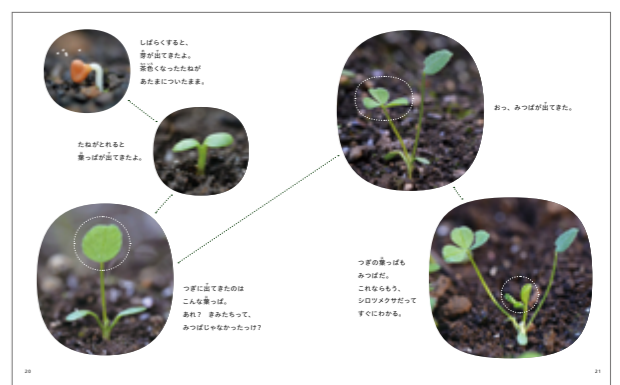 しばらくすると、
芽が出てきたよ。
茶色くなったたねが
あたまについたまま。
たねがとれると
葉っぱが出てきたよ。
つぎに出てきたのは
こんな葉っぱ。
あれ？　きみたちって、
みつばじゃなかったっけ？
おっ、みつばが出てきた。
つぎの葉っぱも
みつばだ。
これならもう、
シロツメクサだって
すぐにわかる。
20
21